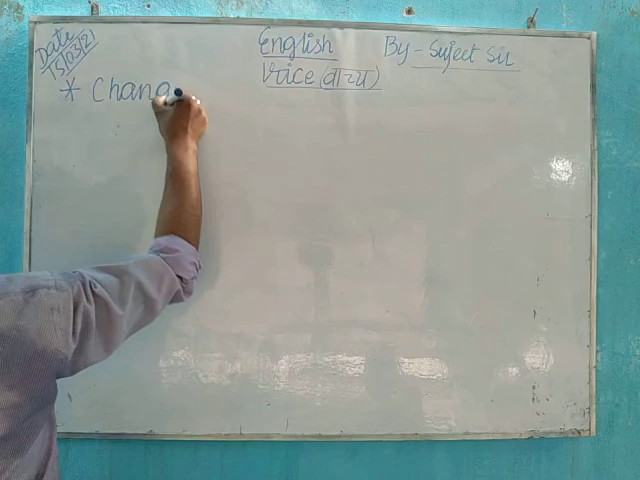 Date
15/03/21
English
By - Sujeet Sir
Voice (वाच्य)
* Chang